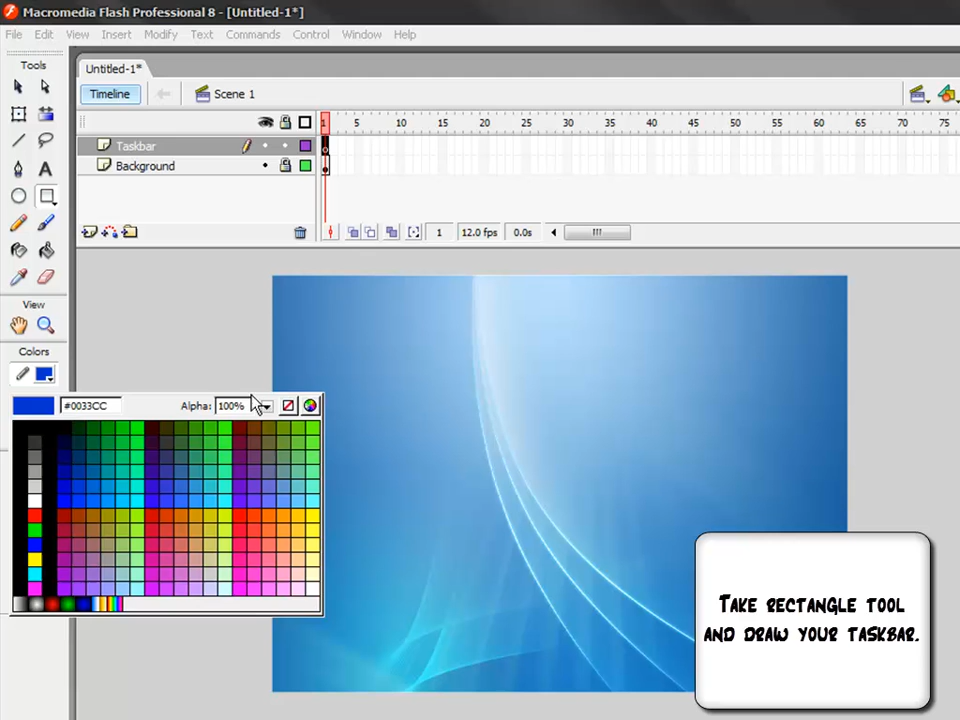 Macromedia Flash Professional 8 - [Untitled-1*]
File Edit View Insert Modify Text Commands Control Window Help
Tools
Untitled-1*
Timeline
Scene 1
1 5 10 15 20 25 30 35 40 45 50 55 60 65 70 75
Taskbar
Background
1 12.0 fps 0.0s
View
Colors
#0033CC Alpha: 100%
Take rectangle tool
and draw your taskbar.